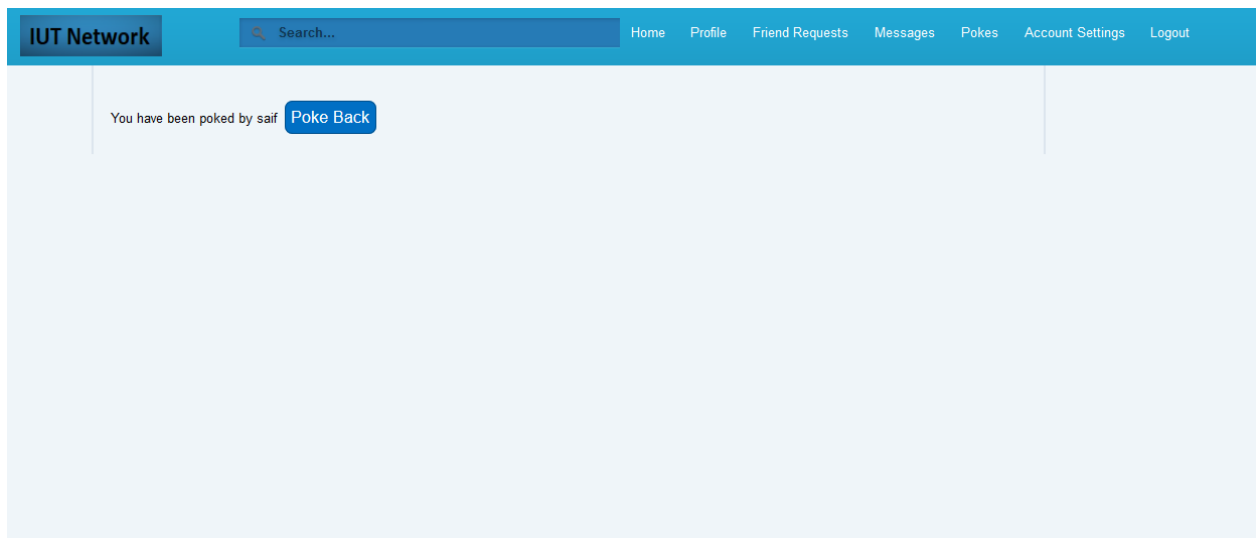 IUT Network Search... Home Profile Friend Requests Messages Pokes Account Settings Logout
You have been poked by saif Poke Back